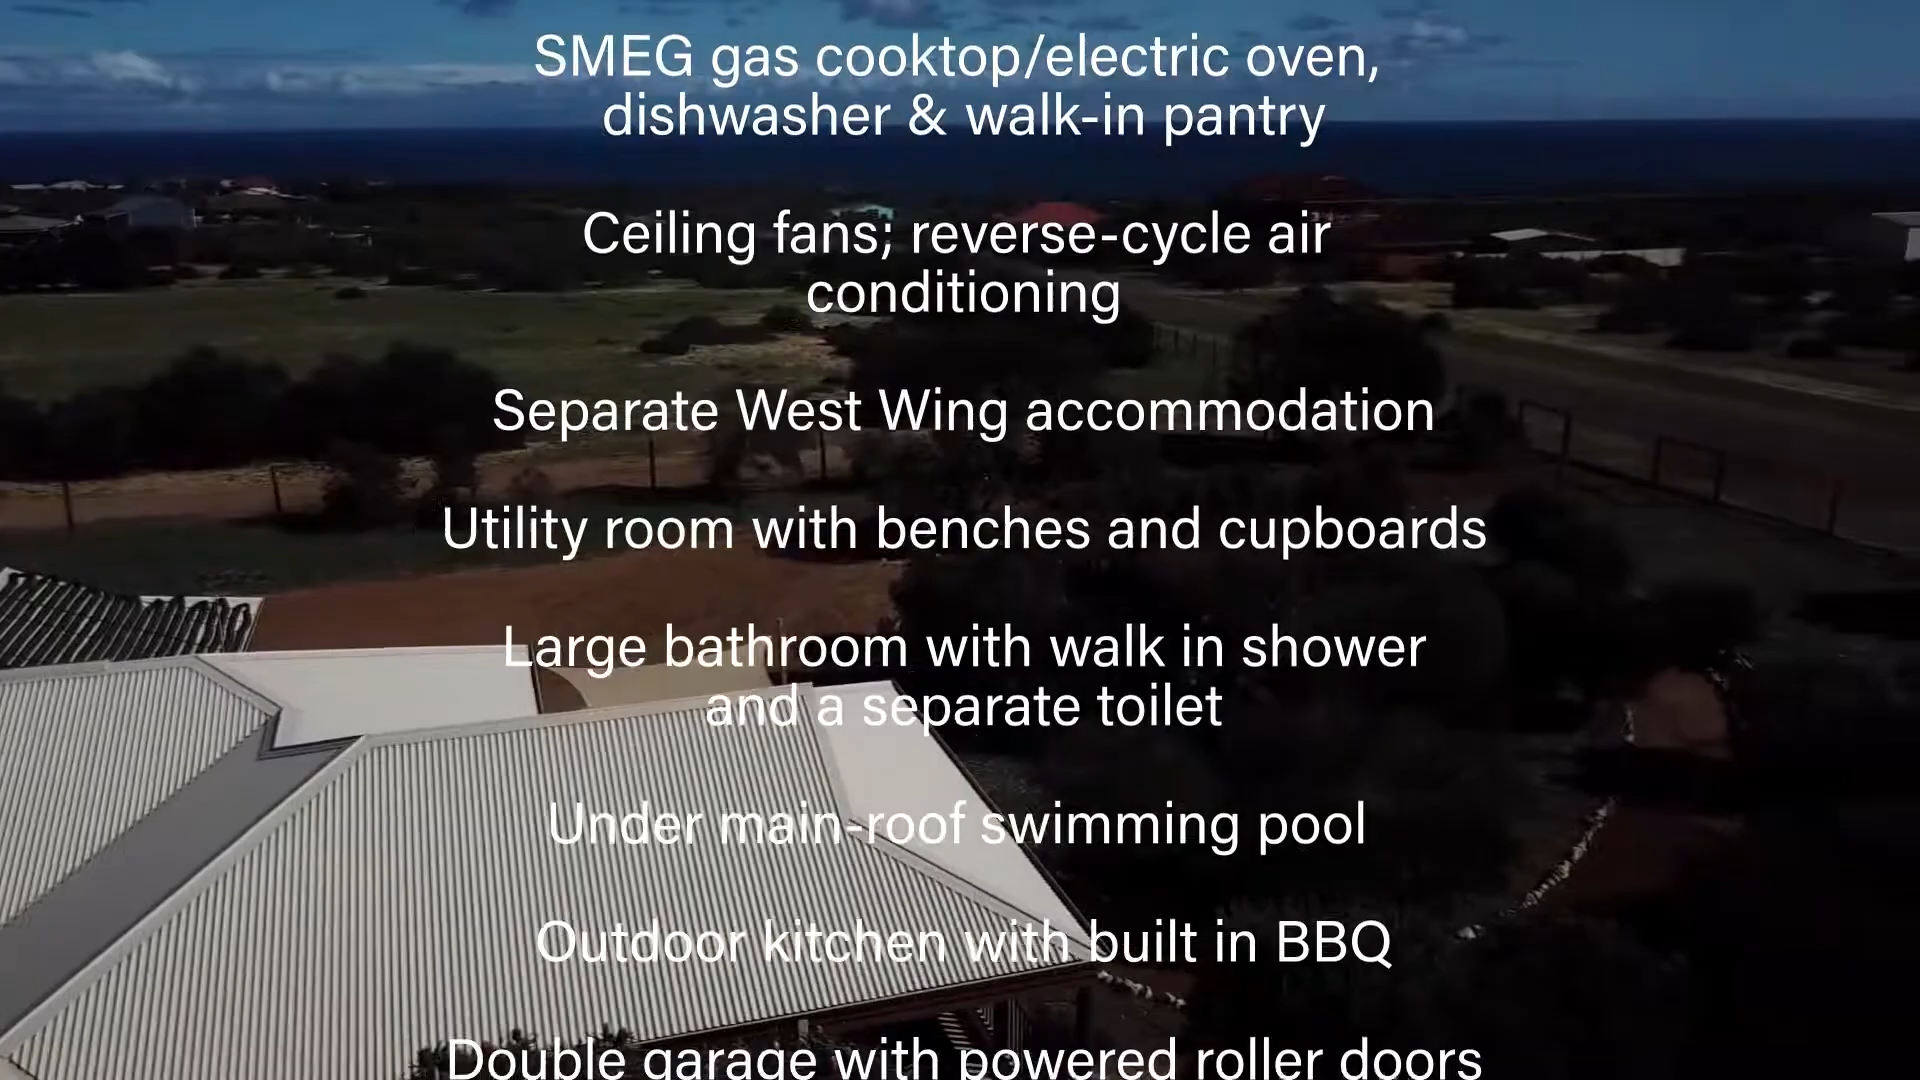 SMEG gas cooktop/electric oven,
dishwasher & walk-in pantry
Ceiling fans; reverse-cycle air
conditioning
Separate West Wing accommodation
Utility room with benches and cupboards
Large bathroom with walk in shower
and a separate toilet
Under main-roof swimming pool
Outdoor kitchen with built in BBQ
Double garage with powered roller doors